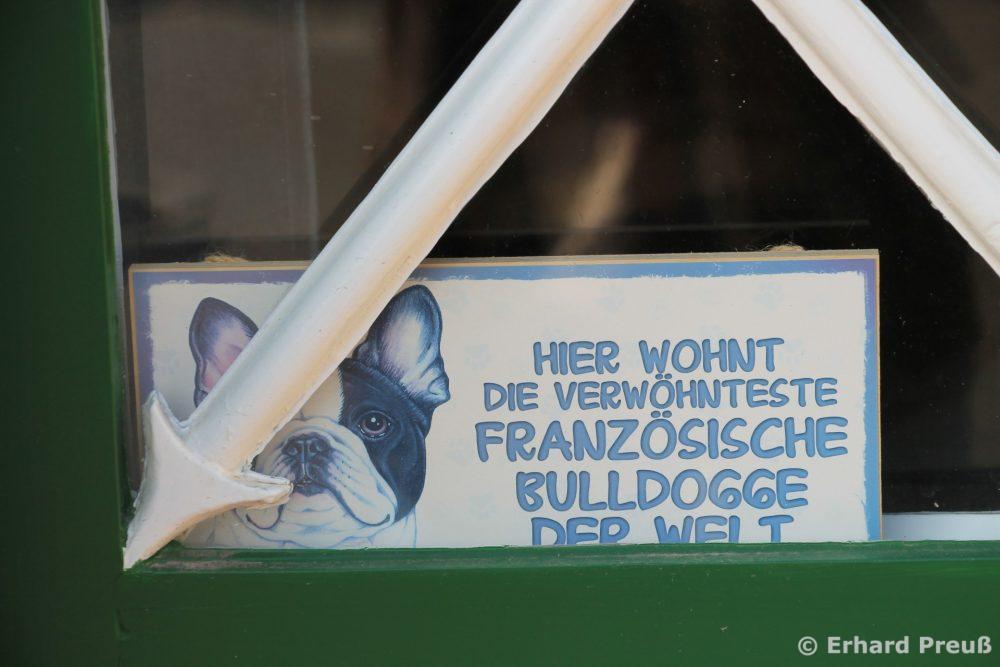 HIER WOHNT
DIE VERWÖHNTESTE
FRANZÖSISCHE
BULLDOGGE
DER WELT
© Erhard Preuß